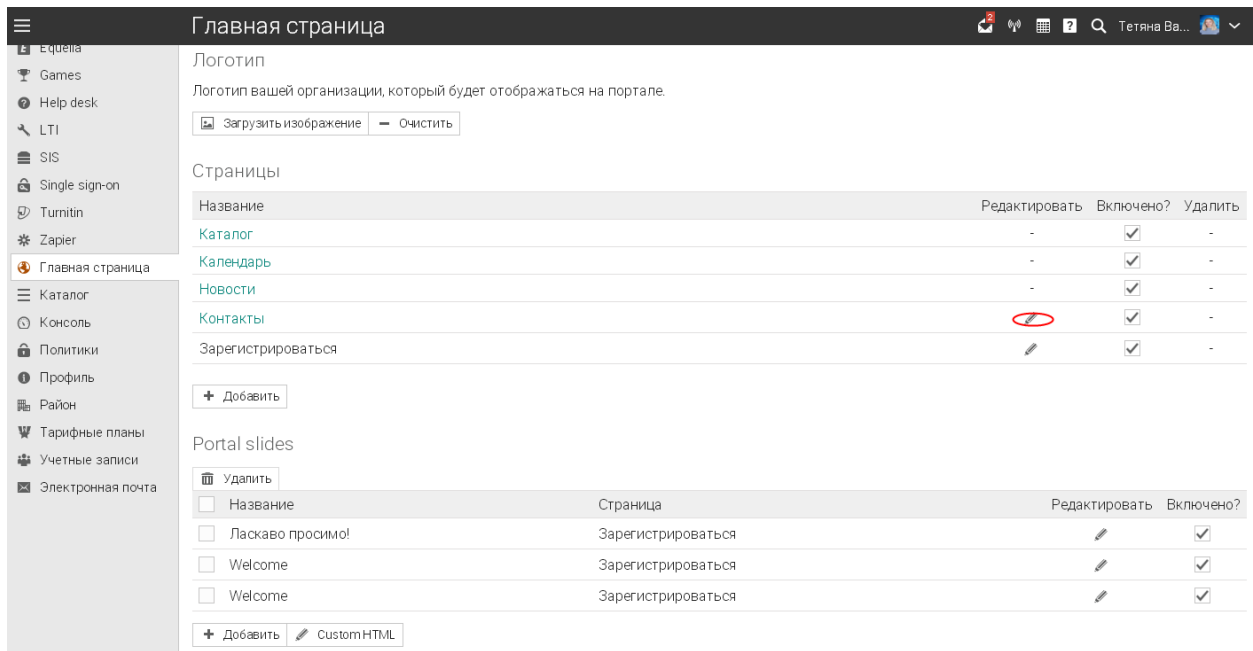 Главная страница
2
Тетяна Ва...
Equella
Games
Help desk
LTI
SIS
Single sign-on
Turnitin
Zapier
Главная страница
Каталог
Консоль
Политики
Профиль
Район
Тарифные планы
Учетные записи
Электронная почта
Логотип
Логотип вашей организации, который будет отображаться на портале.
Загрузить изображение
Очистить
Страницы
Название Редактировать Включено? Удалить
Каталог - -
Календарь - -
Новости - -
Контакты -
Зарегистрироваться -
Добавить
Portal slides
Удалить
Название Страница Редактировать Включено?
Ласкаво просимо! Зарегистрироваться
Welcome Зарегистрироваться
Welcome Зарегистрироваться
Добавить Custom HTML